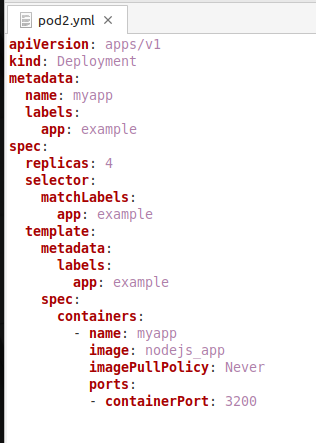 pod2.yml
apiVersion: apps/v1
kind: Deployment
metadata:
  name: myapp
  labels:
    app: example
spec:
  replicas: 4
  selector:
    matchLabels:
      app: example
  template:
    metadata:
      labels:
        app: example
    spec:
      containers:
        - name: myapp
          image: nodejs_app
          imagePullPolicy: Never
          ports:
          - containerPort: 3200